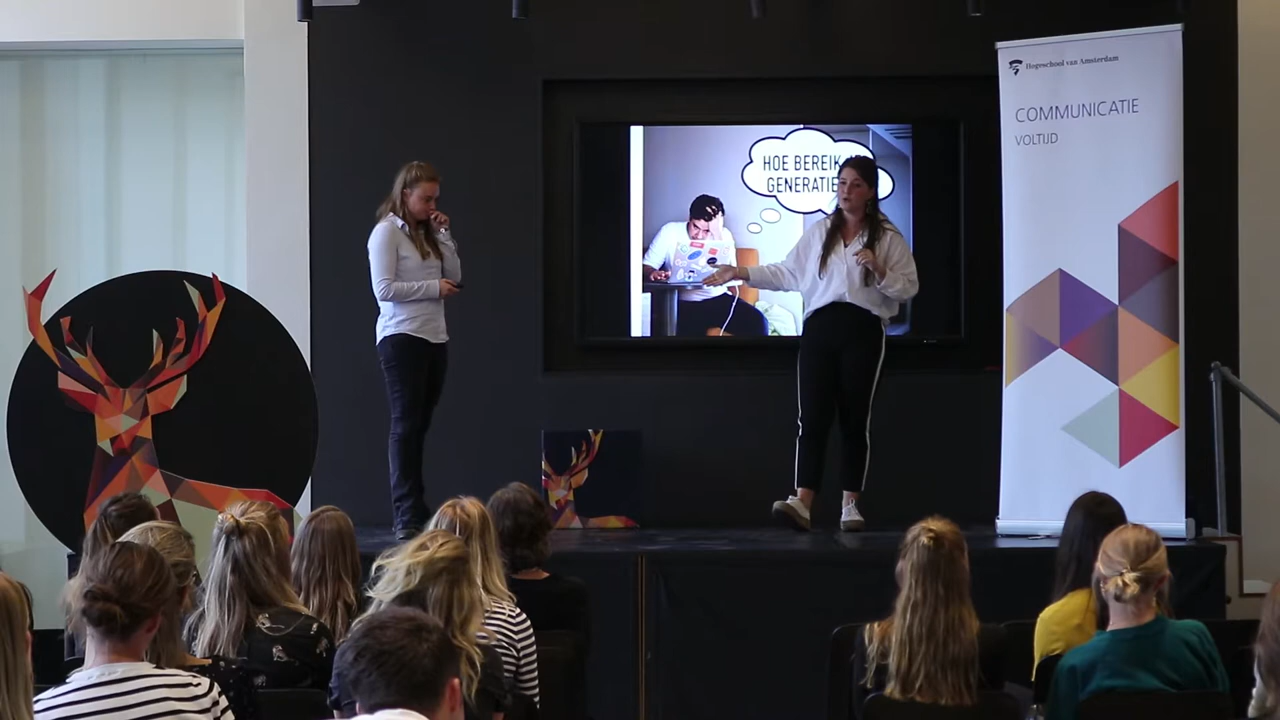 Hogeschool van Amsterdam
COMMUNICATIE
VOLTIJD
HOE BEREIK
GENERATIE